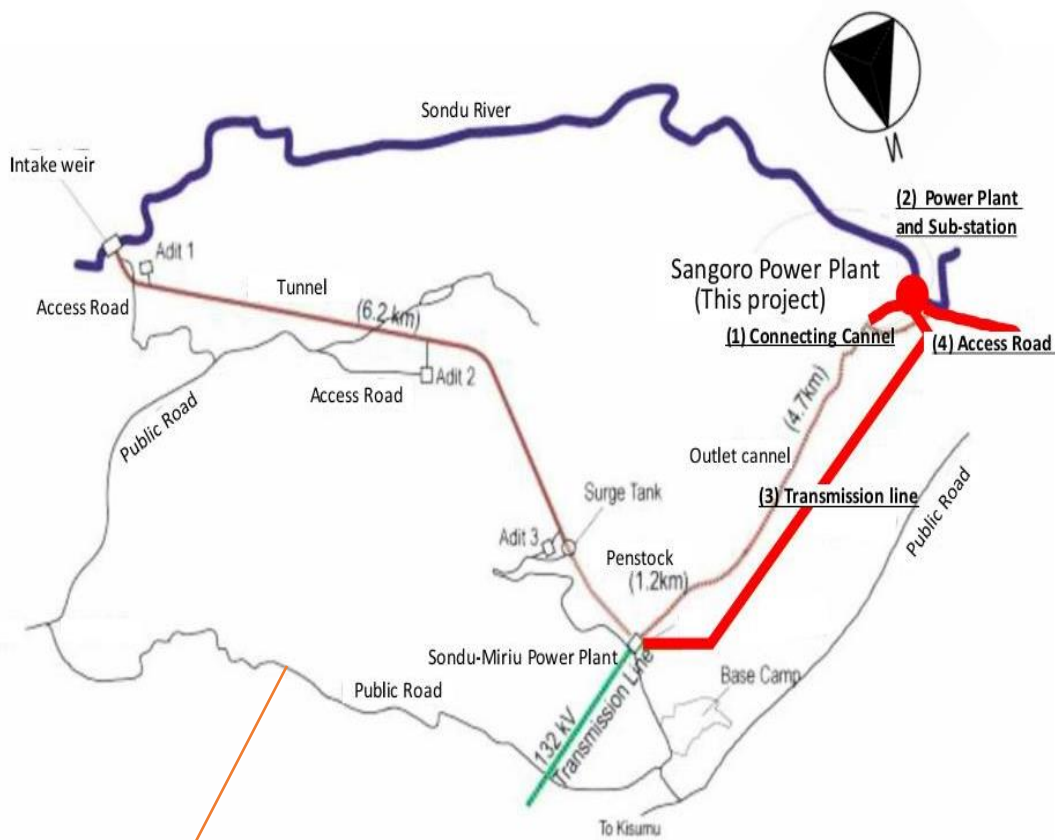 Sondu River
N
Intake weir
(2) Power Plant
and Sub-station
Adit 1
Sangoro Power Plant
(This project)
Tunnel
Access Road
(6.2 km)
(1) Connecting Cannel
(4) Access Road
Adit 2
Access Road
Public Road
(4.7km)
Outlet cannel
Surge Tank
(3) Transmission line
Public Road
Adit 3
Penstock
(1.2km)
Sondu-Miriu Power Plant
Base Camp
Public Road
132 kV
Transmission Line
To Kisumu